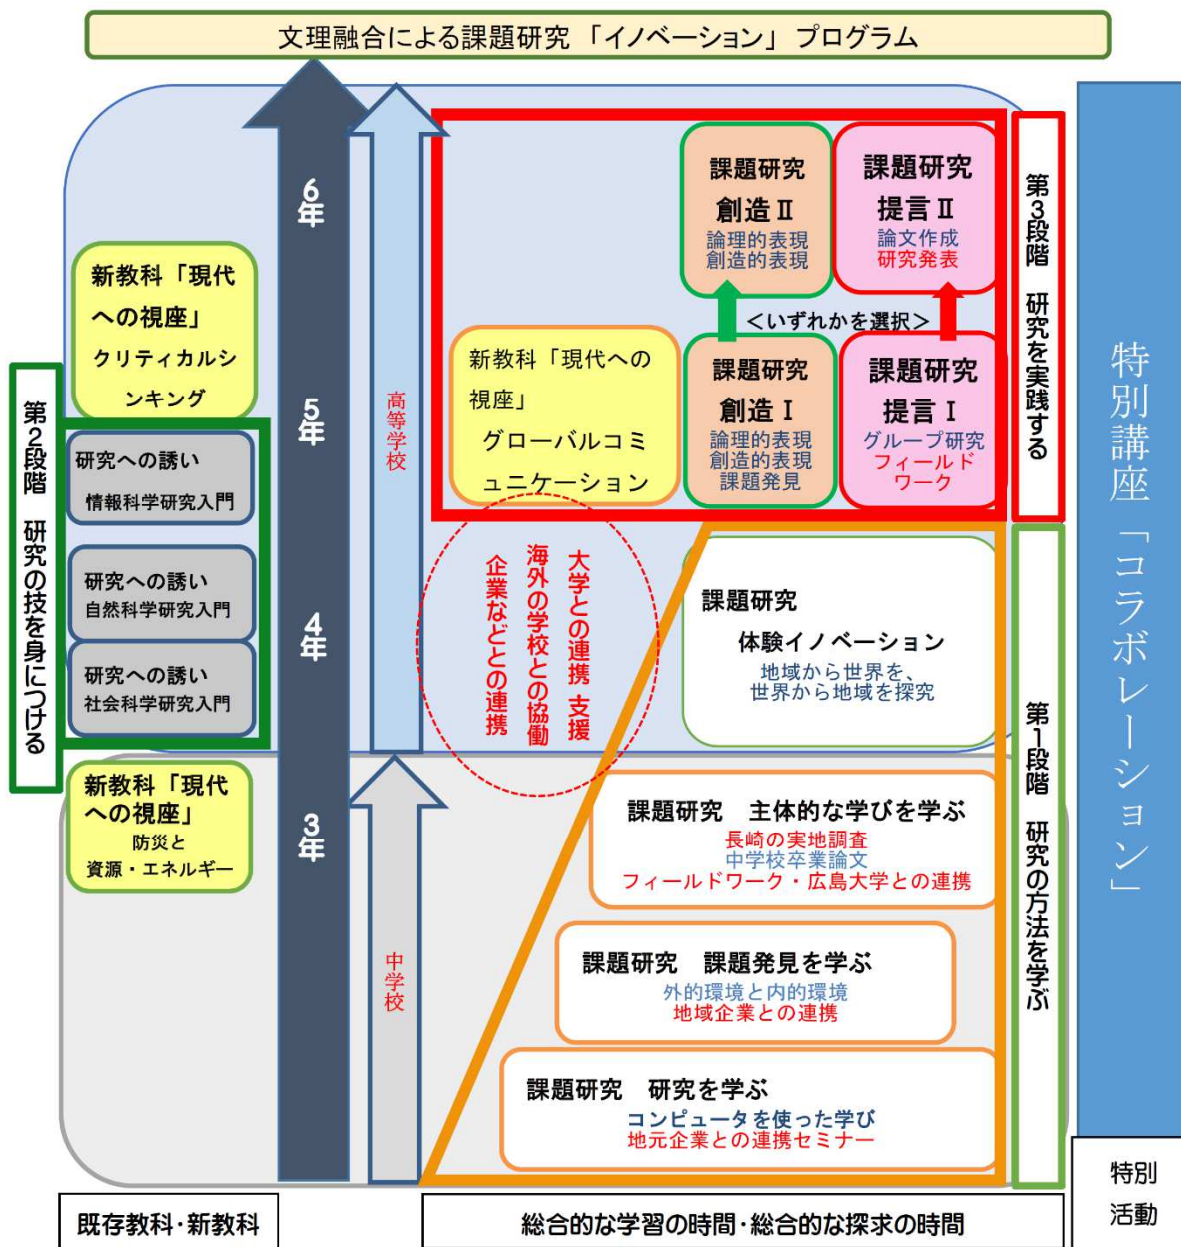 文理融合による課題研究 「イノベーション」 プログラム
6
年
5
年
4
年
3
年
高等学校
中学校
新教科「現代
への視座」
クリティカルシ
ンキング
第2段階 研究の技を身につける
研究への誘い
情報科学研究入門
研究への誘い
自然科学研究入門
研究への誘い
社会科学研究入門
新教科「現代
への視座」
防災と
資源・エネルギー
課題研究
創造Ⅱ
論理的表現
創造的表現
課題研究
提言Ⅱ
論文作成
研究発表
<いずれかを選択>
新教科「現代への
視座」
グローバルコミ
ュニケーション
課題研究
創造Ⅰ
論理的表現
創造的表現
課題発見
課題研究
提言Ⅰ
グループ研究
フィールド
ワーク
第3段階 研究を実践する
大学との連携 支援
海外の学校との協働
企業などとの連携
課題研究
体験イノベーション
地域から世界を、
世界から地域を探究
課題研究 主体的な学びを学ぶ
長崎の実地調査
中学校卒業論文
フィールドワーク・広島大学との連携
課題研究 課題発見を学ぶ
外的環境と内的環境
地域企業との連携
課題研究 研究を学ぶ
コンピュータを使った学び
地元企業との連携セミナー
第1段階 研究の方法を学ぶ
特別講座「コラボレーション」
既存教科・新教科
総合的な学習の時間・総合的な探求の時間
特別
活動